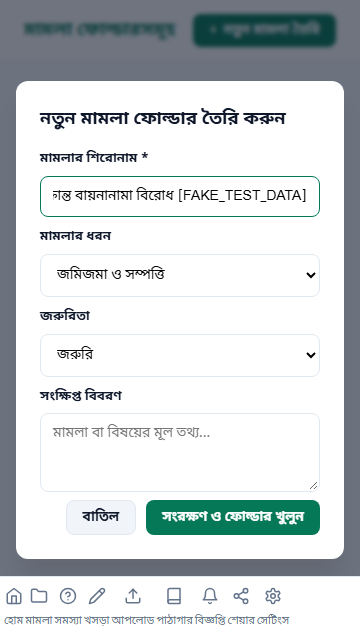 মামলা ফোল্ডারসমূহ
+ নতুন মামলা তৈরি
নতুন মামলা ফোল্ডার তৈরি করুন
মামলার শিরোনাম *
বায়নানামা বিরোধ [FAKE_TEST_DATA]
মামলার ধরন
জমিজমা ও সম্পত্তি
জরুরিতা
জরুরি
সংক্ষিপ্ত বিবরণ
মামলা বা বিষয়ের মূল তথ্য...
বাতিল
সংরক্ষণ ও ফোল্ডার খুলুন
হোম মামলা সমস্যা খসড়া আপলোড পাঠাগার বিজ্ঞপ্তি শেয়ার সেটিংস